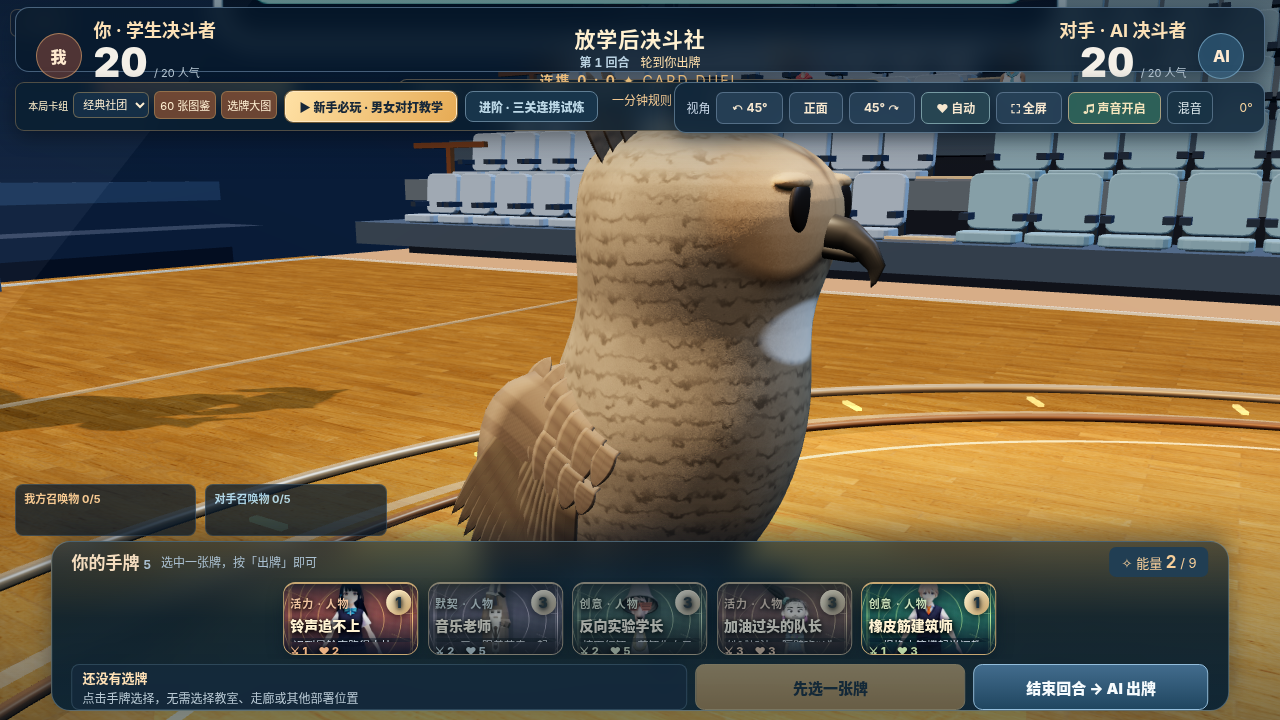 我
你 · 学生决斗者
20 / 20 人气
放学后决斗社
第 1 回合 轮到你出牌
对手 · AI 决斗者
20 / 20 人气
AI
本局卡组
经典社团
60 张图鉴
选牌大图
▶ 新手必玩 · 男女对打教学
进阶 · 三关连携试炼
一分钟规则
视角
↶ 45°
正面
45° ↷
♥ 自动
⛶ 全屏
♫ 声音开启
混音
0°
我方召唤物 0/5
对手召唤物 0/5
你的手牌 5 选中一张牌，按「出牌」即可
✧ 能量 2 / 9
活力 · 人物 1
铃声追不上
⚔1 ♥2
默契 · 人物 3
音乐老师
⚔2 ♥5
创意 · 人物 3
反向实验学长
⚔2 ♥5
活力 · 人物 3
加油过头的队长
⚔3 ♥3
创意 · 人物 1
橡皮筋建筑师
⚔1 ♥3
还没有选牌
点击手牌选择，无需选择教室、走廊或其他部署位置
先选一张牌
结束回合 → AI 出牌